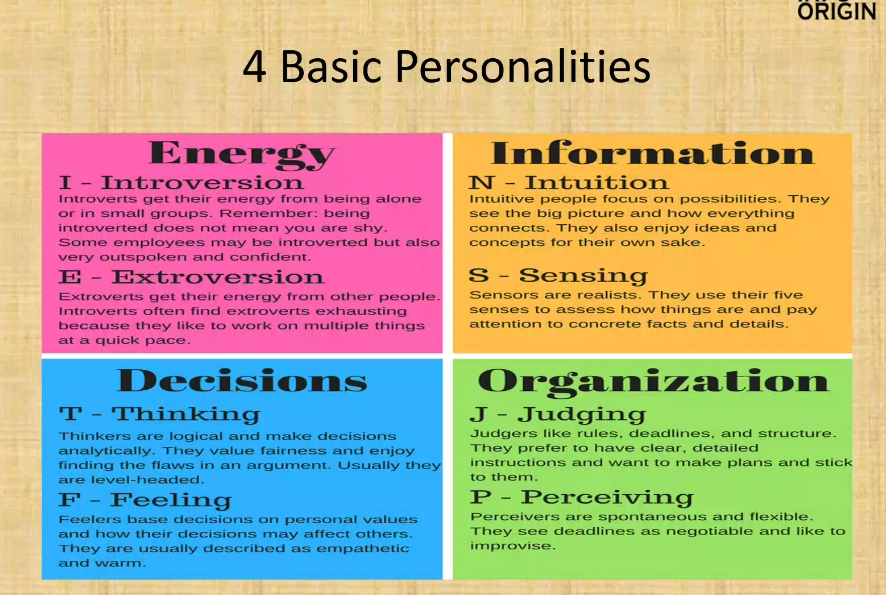 ORIGIN
4 Basic Personalities
Energy
I - Introversion
Introverts get their energy from being alone
or in small groups. Remember: being
introverted does not mean you are shy.
Some employees may be introverted but also
very outspoken and confident.
E - Extroversion
Extroverts get their energy from other people.
Introverts often find extroverts exhausting
because they like to work on multiple things
at a quick pace.
Information
N - Intuition
Intuitive people focus on possibilities. They
see the big picture and how everything
connects. They also enjoy ideas and
concepts for their own sake.
S - Sensing
Sensors are realists. They use their five
senses to assess how things are and pay
attention to concrete facts and details.
Decisions
T - Thinking
Thinkers are logical and make decisions
analytically. They value fairness and enjoy
finding the flaws in an argument. Usually they
are level-headed.
F - Feeling
Feelers base decisions on personal values
and how their decisions may affect others.
They are usually described as empathetic
and warm.
Organization
J - Judging
Judgers like rules, deadlines, and structure.
They prefer to have clear, detailed
instructions and want to make plans and stick
to them.
P - Perceiving
Perceivers are spontaneous and flexible.
They see deadlines as negotiable and like to
improvise.